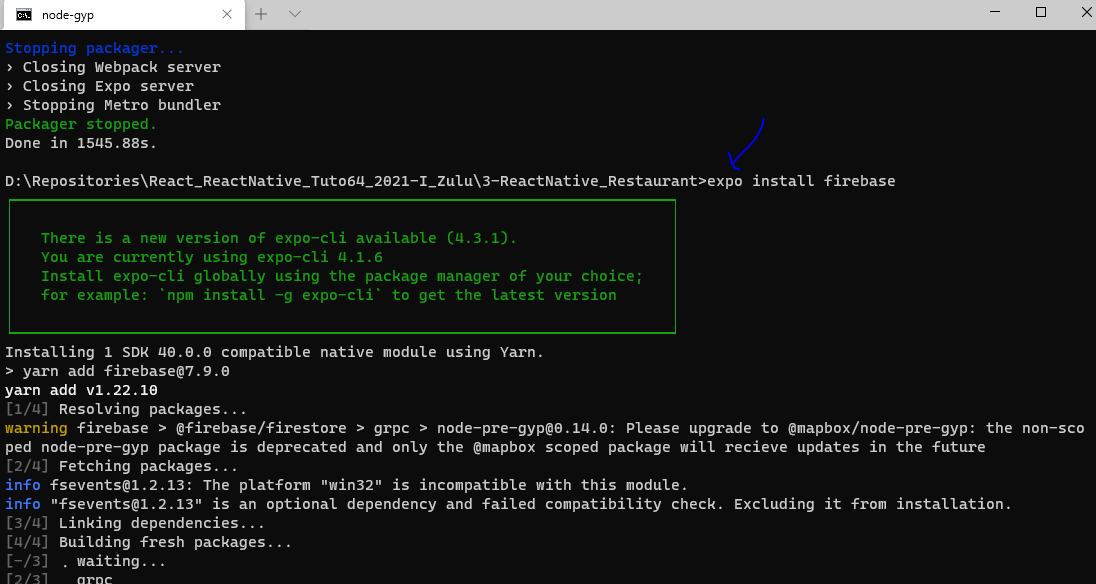 node-gyp
Stopping packager...
› Closing Webpack server
› Closing Expo server
› Stopping Metro bundler
Packager stopped.
Done in 1545.88s.
D:\Repositories\React_ReactNative_Tuto64_2021-I_Zulu\3-ReactNative_Restaurant>expo install firebase
There is a new version of expo-cli available (4.3.1).
You are currently using expo-cli 4.1.6
Install expo-cli globally using the package manager of your choice;
for example: `npm install -g expo-cli` to get the latest version
Installing 1 SDK 40.0.0 compatible native module using Yarn.
> yarn add firebase@7.9.0
yarn add v1.22.10
[1/4] Resolving packages...
warning firebase > @firebase/firestore > grpc > node-pre-gyp@0.14.0: Please upgrade to @mapbox/node-pre-gyp: the non-sco
ped node-pre-gyp package is deprecated and only the @mapbox scoped package will recieve updates in the future
[2/4] Fetching packages...
info fsevents@1.2.13: The platform "win32" is incompatible with this module.
info "fsevents@1.2.13" is an optional dependency and failed compatibility check. Excluding it from installation.
[3/4] Linking dependencies...
[4/4] Building fresh packages...
[-/3] . waiting...
[2/3] grpc